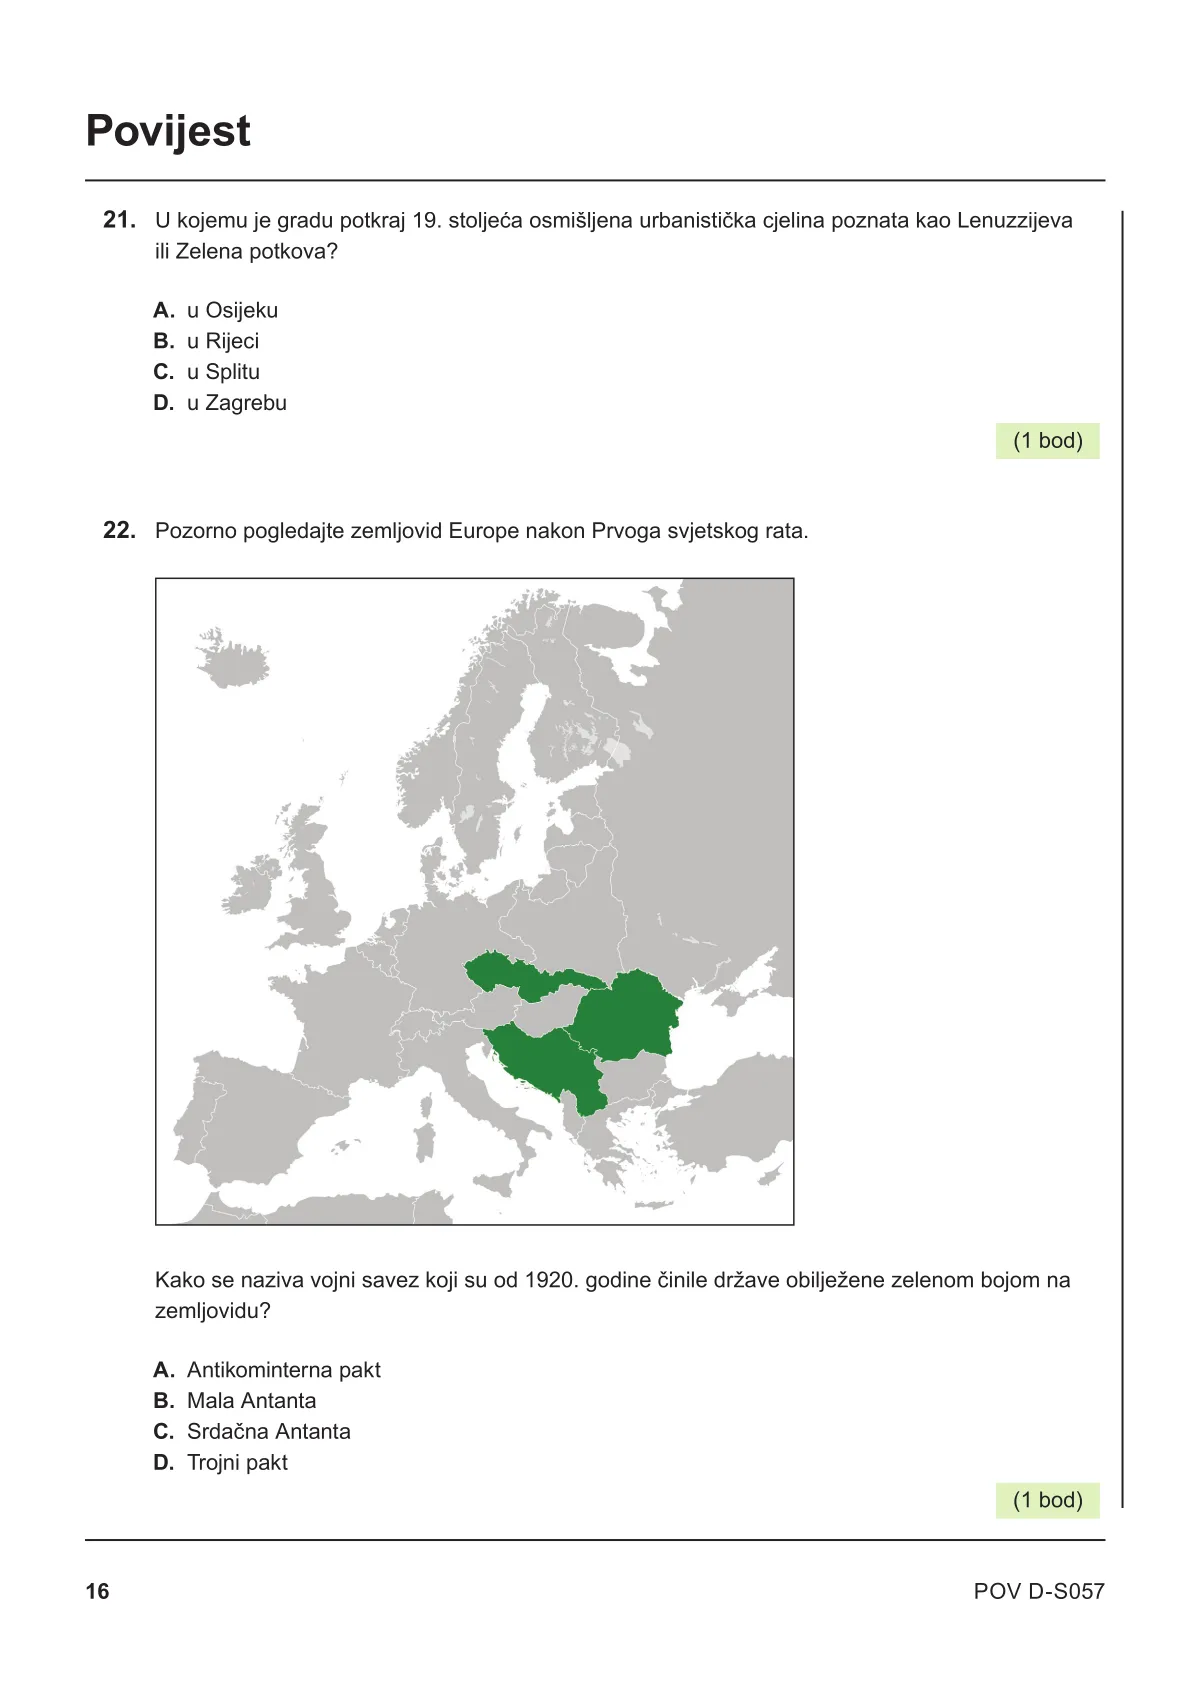 Povijest
21. U kojemu je gradu potkraj 19. stoljeća osmišljena urbanistička cjelina poznata kao Lenuzzijeva
ili Zelena potkova?
A. u Osijeku
B. u Rijeci
C. u Splitu
D. u Zagrebu
(1 bod)
22. Pozorno pogledajte zemljovid Europe nakon Prvoga svjetskog rata.
Kako se naziva vojni savez koji su od 1920. godine činile države obilježene zelenom bojom na
zemljovidu?
A. Antikominterna pakt
B. Mala Antanta
C. Srdačna Antanta
D. Trojni pakt
(1 bod)
16
POV D-S057